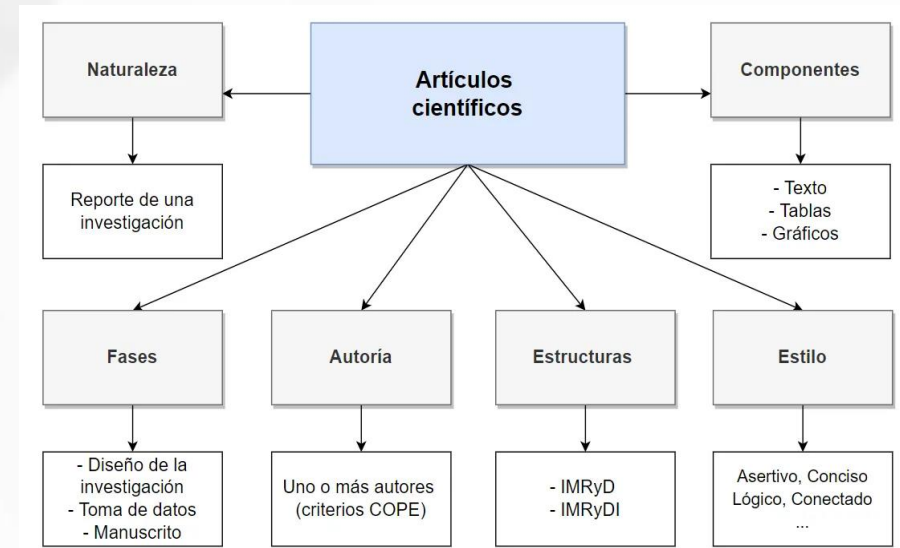 Naturaleza
Artículos
científicos
Componentes
Reporte de una
investigación
- Texto
- Tablas
- Gráficos
Fases
Autoría
Estructuras
Estilo
- Diseño de la
investigación
- Toma de datos
- Manuscrito
Uno o más autores
(criterios COPE)
- IMRyD
- IMRyDI
Asertivo, Conciso
Lógico, Conectado
...